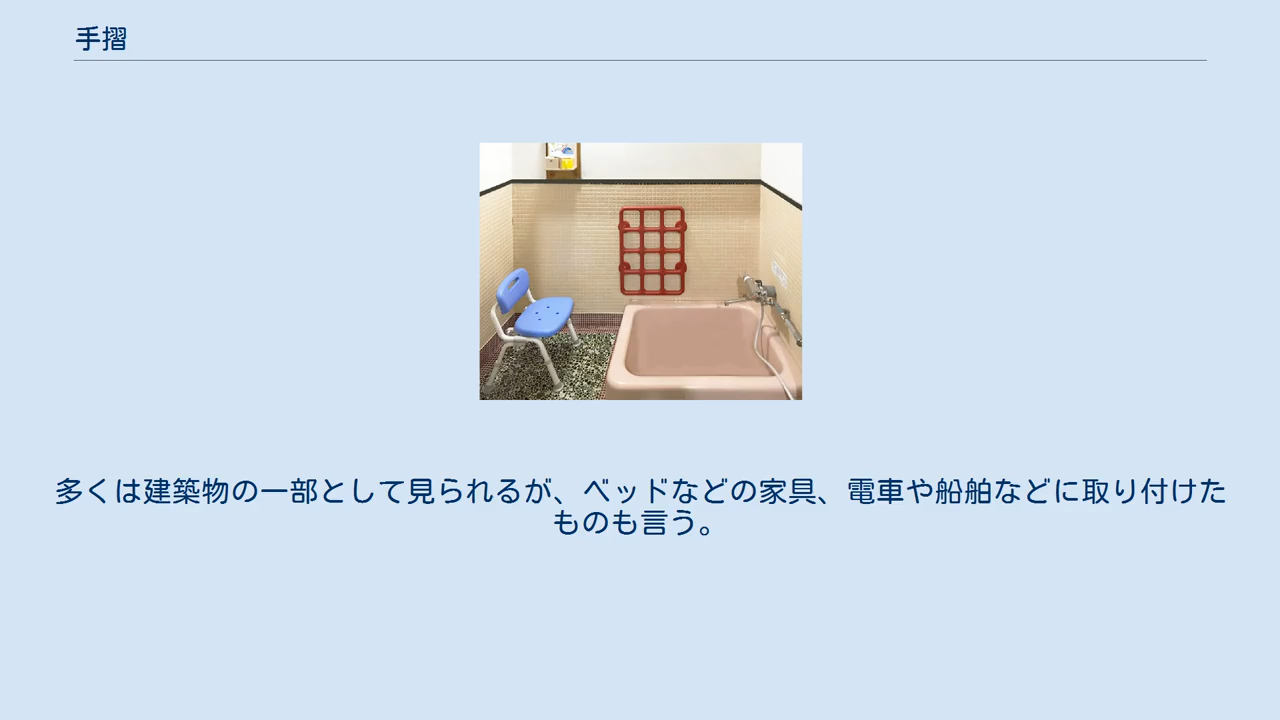 手摺
多くは建築物の一部として見られるが、ベッドなどの家具、電車や船舶などに取り付けた
ものも言う。